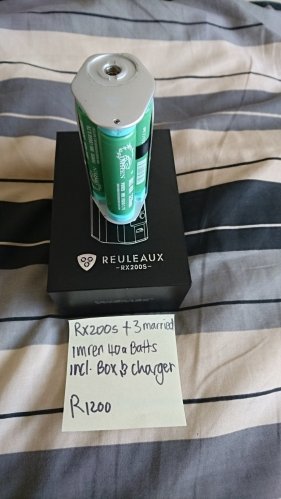 REULEAUX
-RX200S-
RX200s + 3 married
imren 40a Batts
incl. Box & charger
R1200